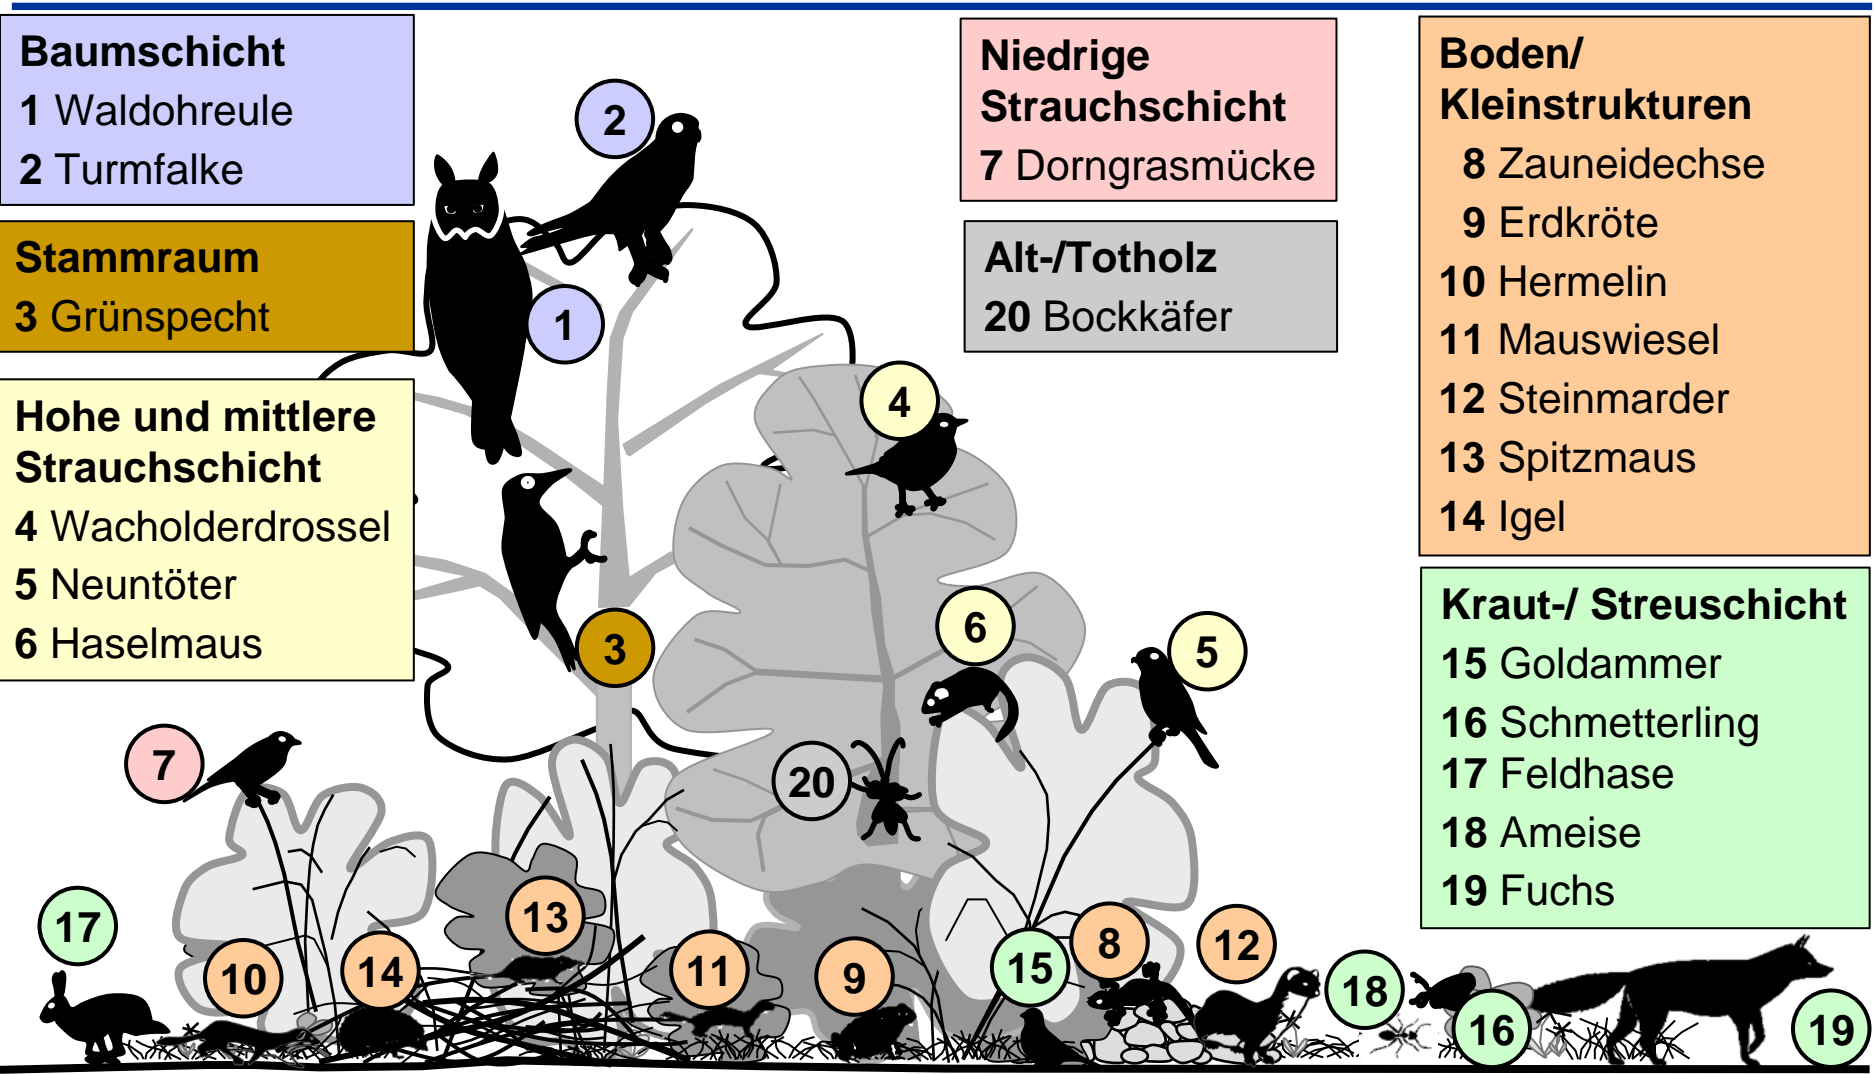 Baumschicht
1 Waldohreule
2 Turmfalke
Stammraum
3 Grünspecht
Hohe und mittlere
Strauchschicht
4 Wacholderdrossel
5 Neuntöter
6 Haselmaus
Niedrige
Strauchschicht
7 Dorngrasmücke
Alt-/Totholz
20 Bockkäfer
Boden/
Kleinstrukturen
8 Zauneidechse
9 Erdkröte
10 Hermelin
11 Mauswiesel
12 Steinmarder
13 Spitzmaus
14 Igel
Kraut-/ Streuschicht
15 Goldammer
16 Schmetterling
17 Feldhase
18 Ameise
19 Fuchs
2
1
4
3
6
5
7
20
17
13
10
14
11
9
15
8
12
18
16
19